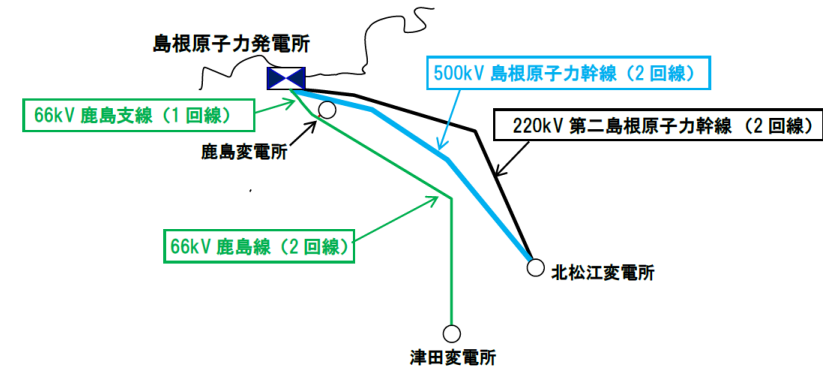 島根原子力発電所
500kV 島根原子力幹線（2 回線）
66kV 鹿島支線（1 回線）
220kV 第二島根原子力幹線 （2 回線）
鹿島変電所
66kV 鹿島線（2 回線）
北松江変電所
津田変電所